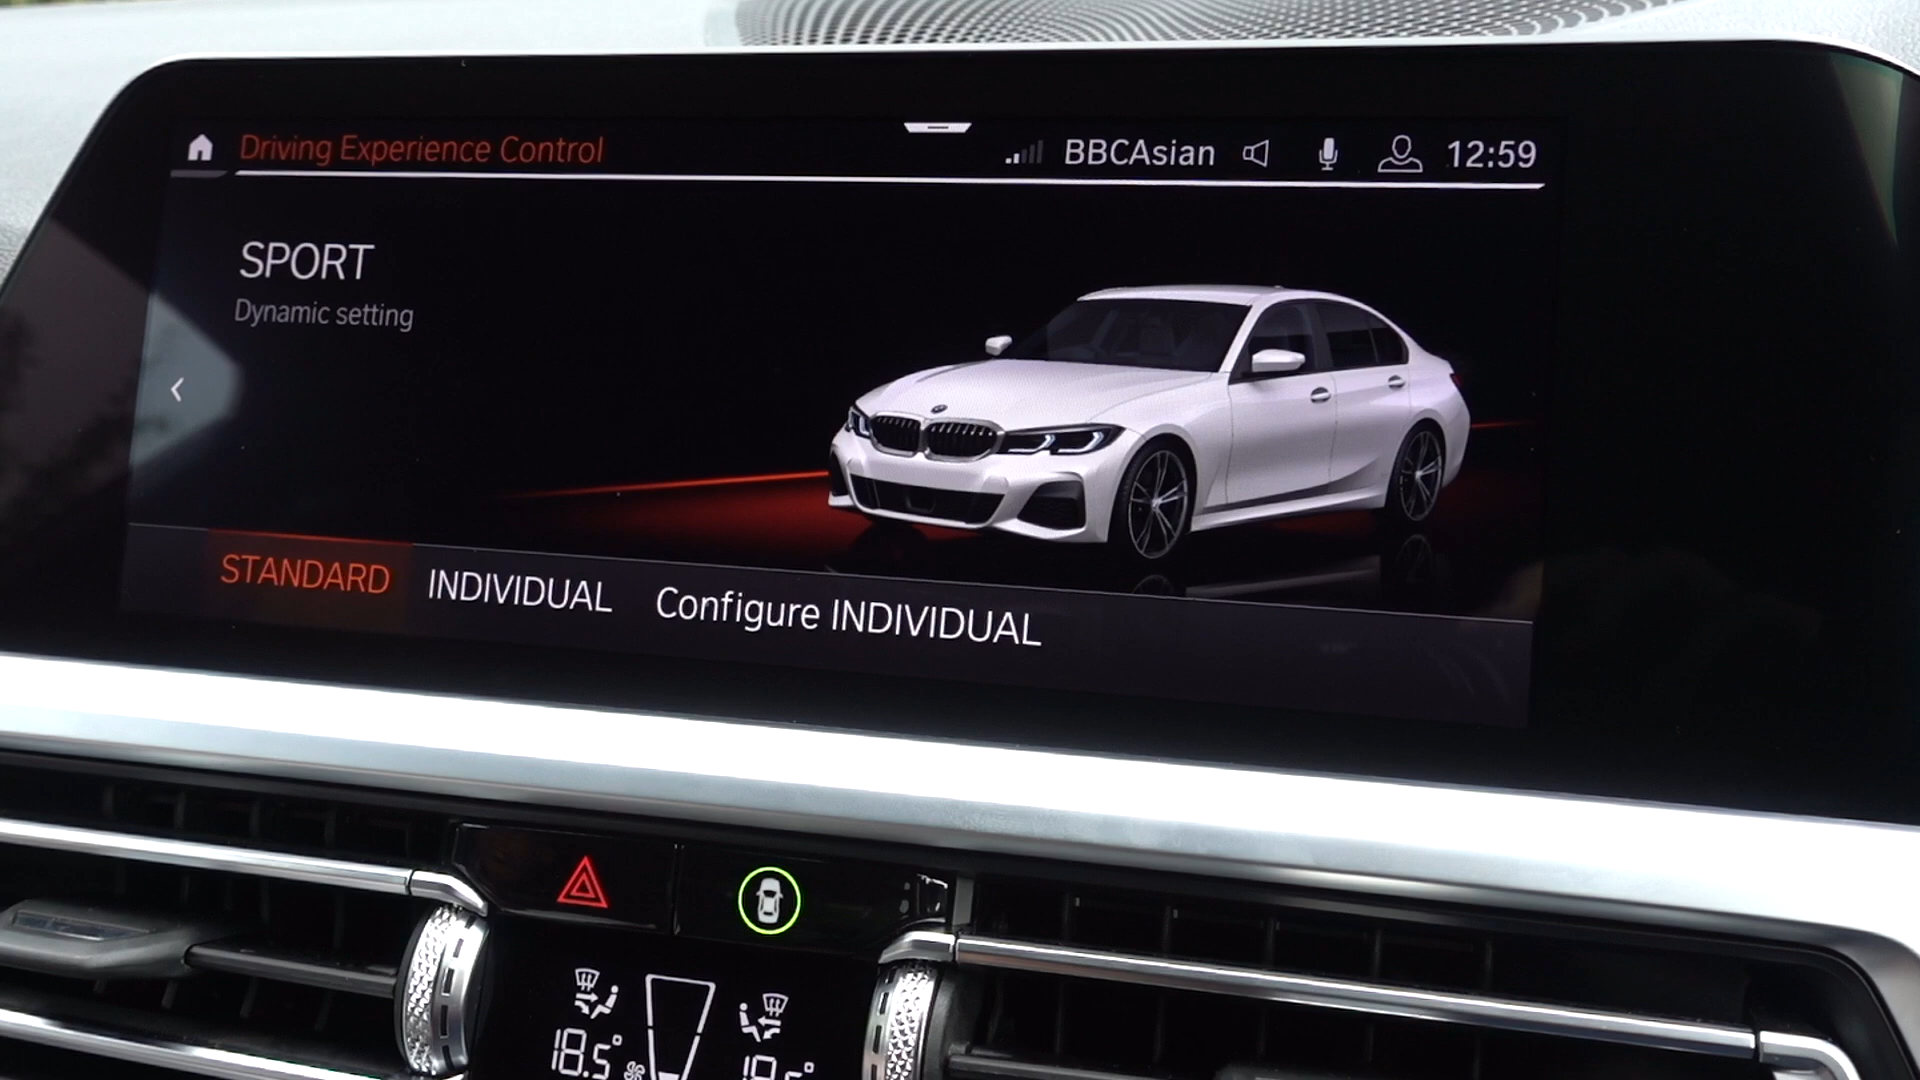 Driving Experience Control
BBCAsian
12:59
SPORT
Dynamic setting
STANDARD INDIVIDUAL Configure INDIVIDUAL
18.5°